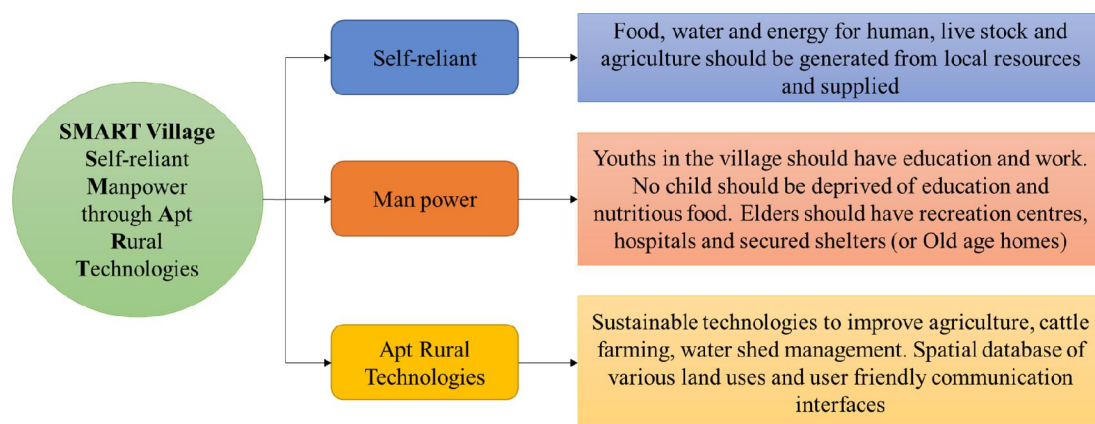 SMART Village
Self-reliant
Manpower
through Apt
Rural
Technologies
Self-reliant
Food, water and energy for human, live stock and
agriculture should be generated from local resources
and supplied
Man power
Youths in the village should have education and work.
No child should be deprived of education and
nutritious food. Elders should have recreation centres,
hospitals and secured shelters (or Old age homes)
Apt Rural
Technologies
Sustainable technologies to improve agriculture, cattle
farming, water shed management. Spatial database of
various land uses and user friendly communication
interfaces